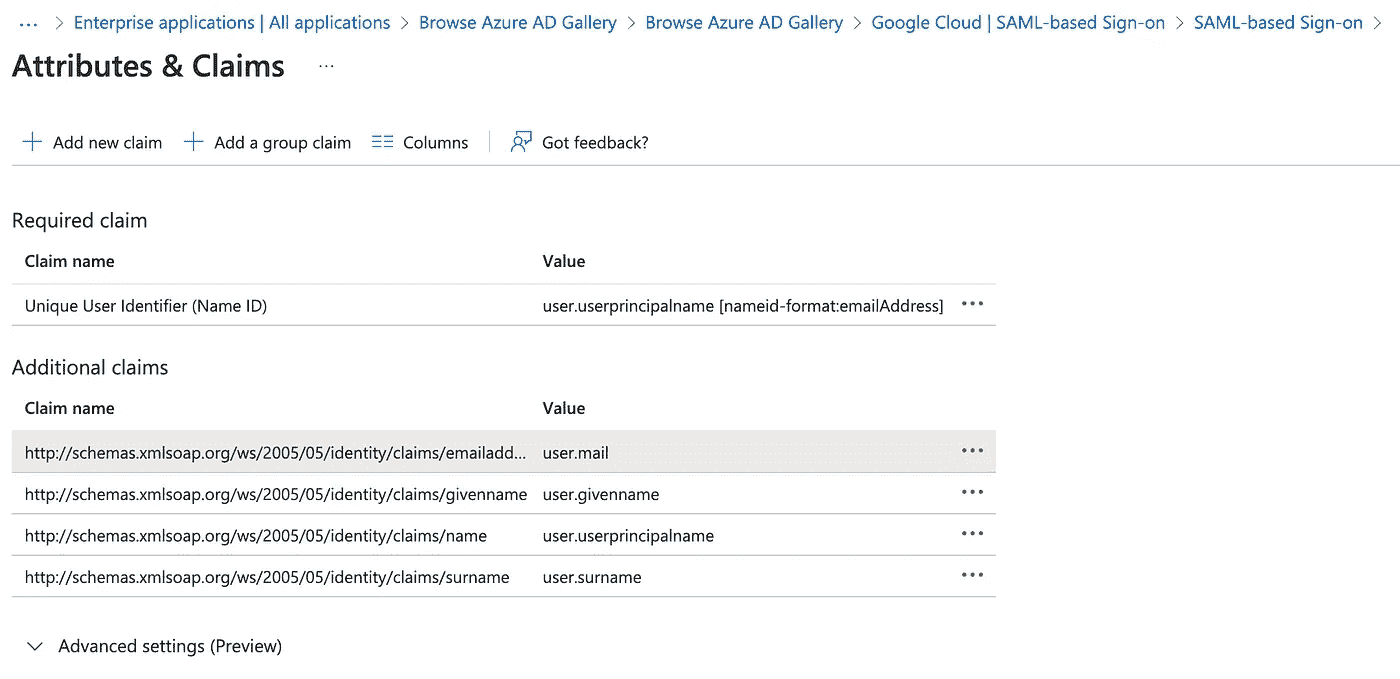 ... > Enterprise applications | All applications > Browse Azure AD Gallery > Browse Azure AD Gallery > Google Cloud | SAML-based Sign-on > SAML-based Sign-on >
Attributes & Claims ...
Add new claim Add a group claim Columns Got feedback?
Required claim
Claim name Value
Unique User Identifier (Name ID) user.userprincipalname [nameid-format:emailAddress] ...
Additional claims
Claim name Value
http://schemas.xmlsoap.org/ws/2005/05/identity/claims/emailadd... user.mail ...
http://schemas.xmlsoap.org/ws/2005/05/identity/claims/givenname user.givenname ...
http://schemas.xmlsoap.org/ws/2005/05/identity/claims/name user.userprincipalname ...
http://schemas.xmlsoap.org/ws/2005/05/identity/claims/surname user.surname ...
Advanced settings (Preview)